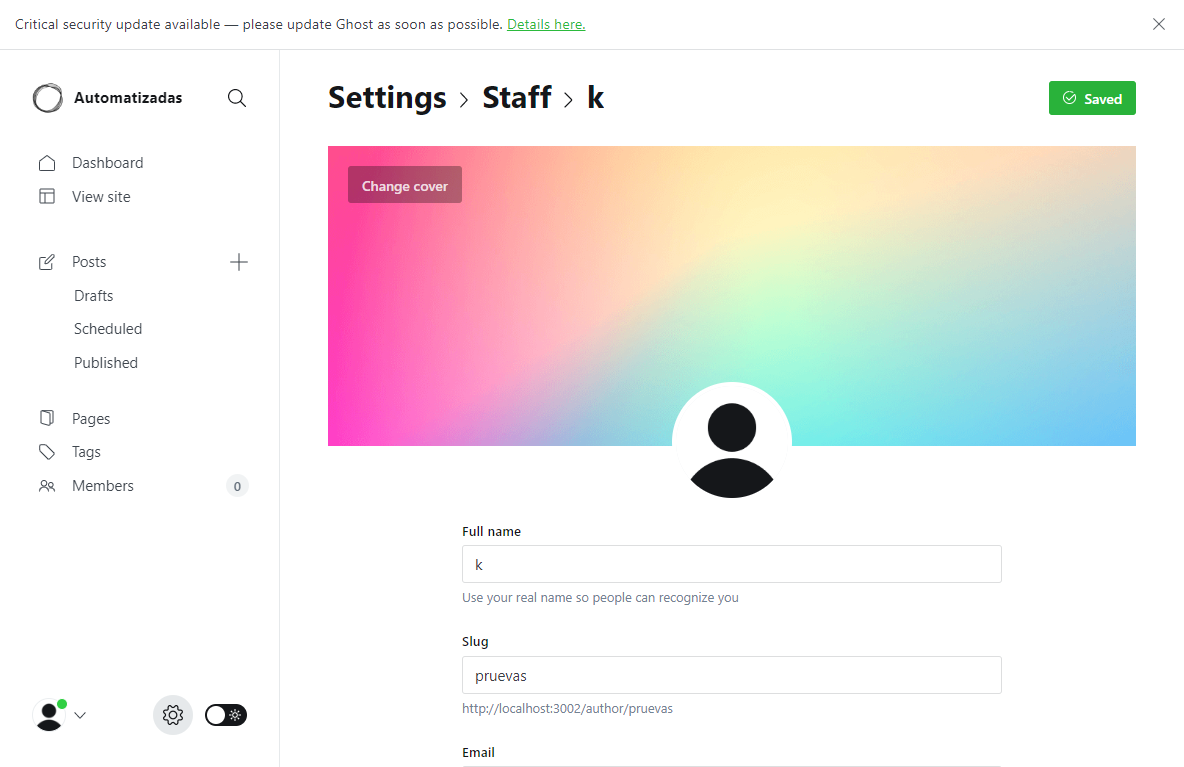 Critical security update available — please update Ghost as soon as possible. Details here.
Automatizadas
Settings > Staff > k
Saved
Dashboard
View site
Change cover
Posts
Drafts
Scheduled
Published
Pages
Tags
Members
0
Full name
k
Use your real name so people can recognize you
Slug
pruevas
http://localhost:3002/author/pruevas
Email